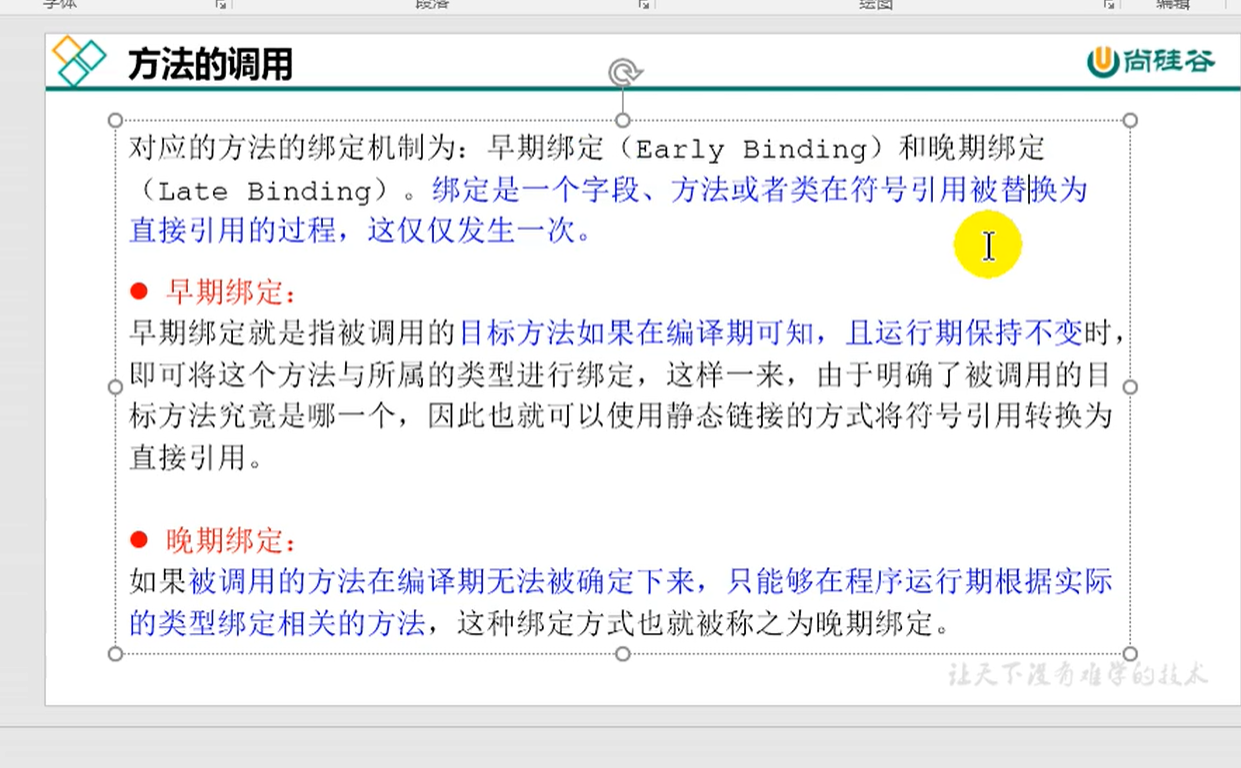 字体 段落 绘图 编辑
方法的调用
尚硅谷
对应的方法的绑定机制为：早期绑定（Early Binding）和晚期绑定
（Late Binding）。绑定是一个字段、方法或者类在符号引用被替换为
直接引用的过程，这仅仅发生一次。
● 早期绑定：
早期绑定就是指被调用的目标方法如果在编译期可知，且运行期保持不变时，
即可将这个方法与所属的类型进行绑定，这样一来，由于明确了被调用的目
标方法究竟是哪一个，因此也就可以使用静态链接的方式将符号引用转换为
直接引用。
● 晚期绑定：
如果被调用的方法在编译期无法被确定下来，只能够在程序运行期根据实际
的类型绑定相关的方法，这种绑定方式也就被称之为晚期绑定。
让天下没有难学的技术